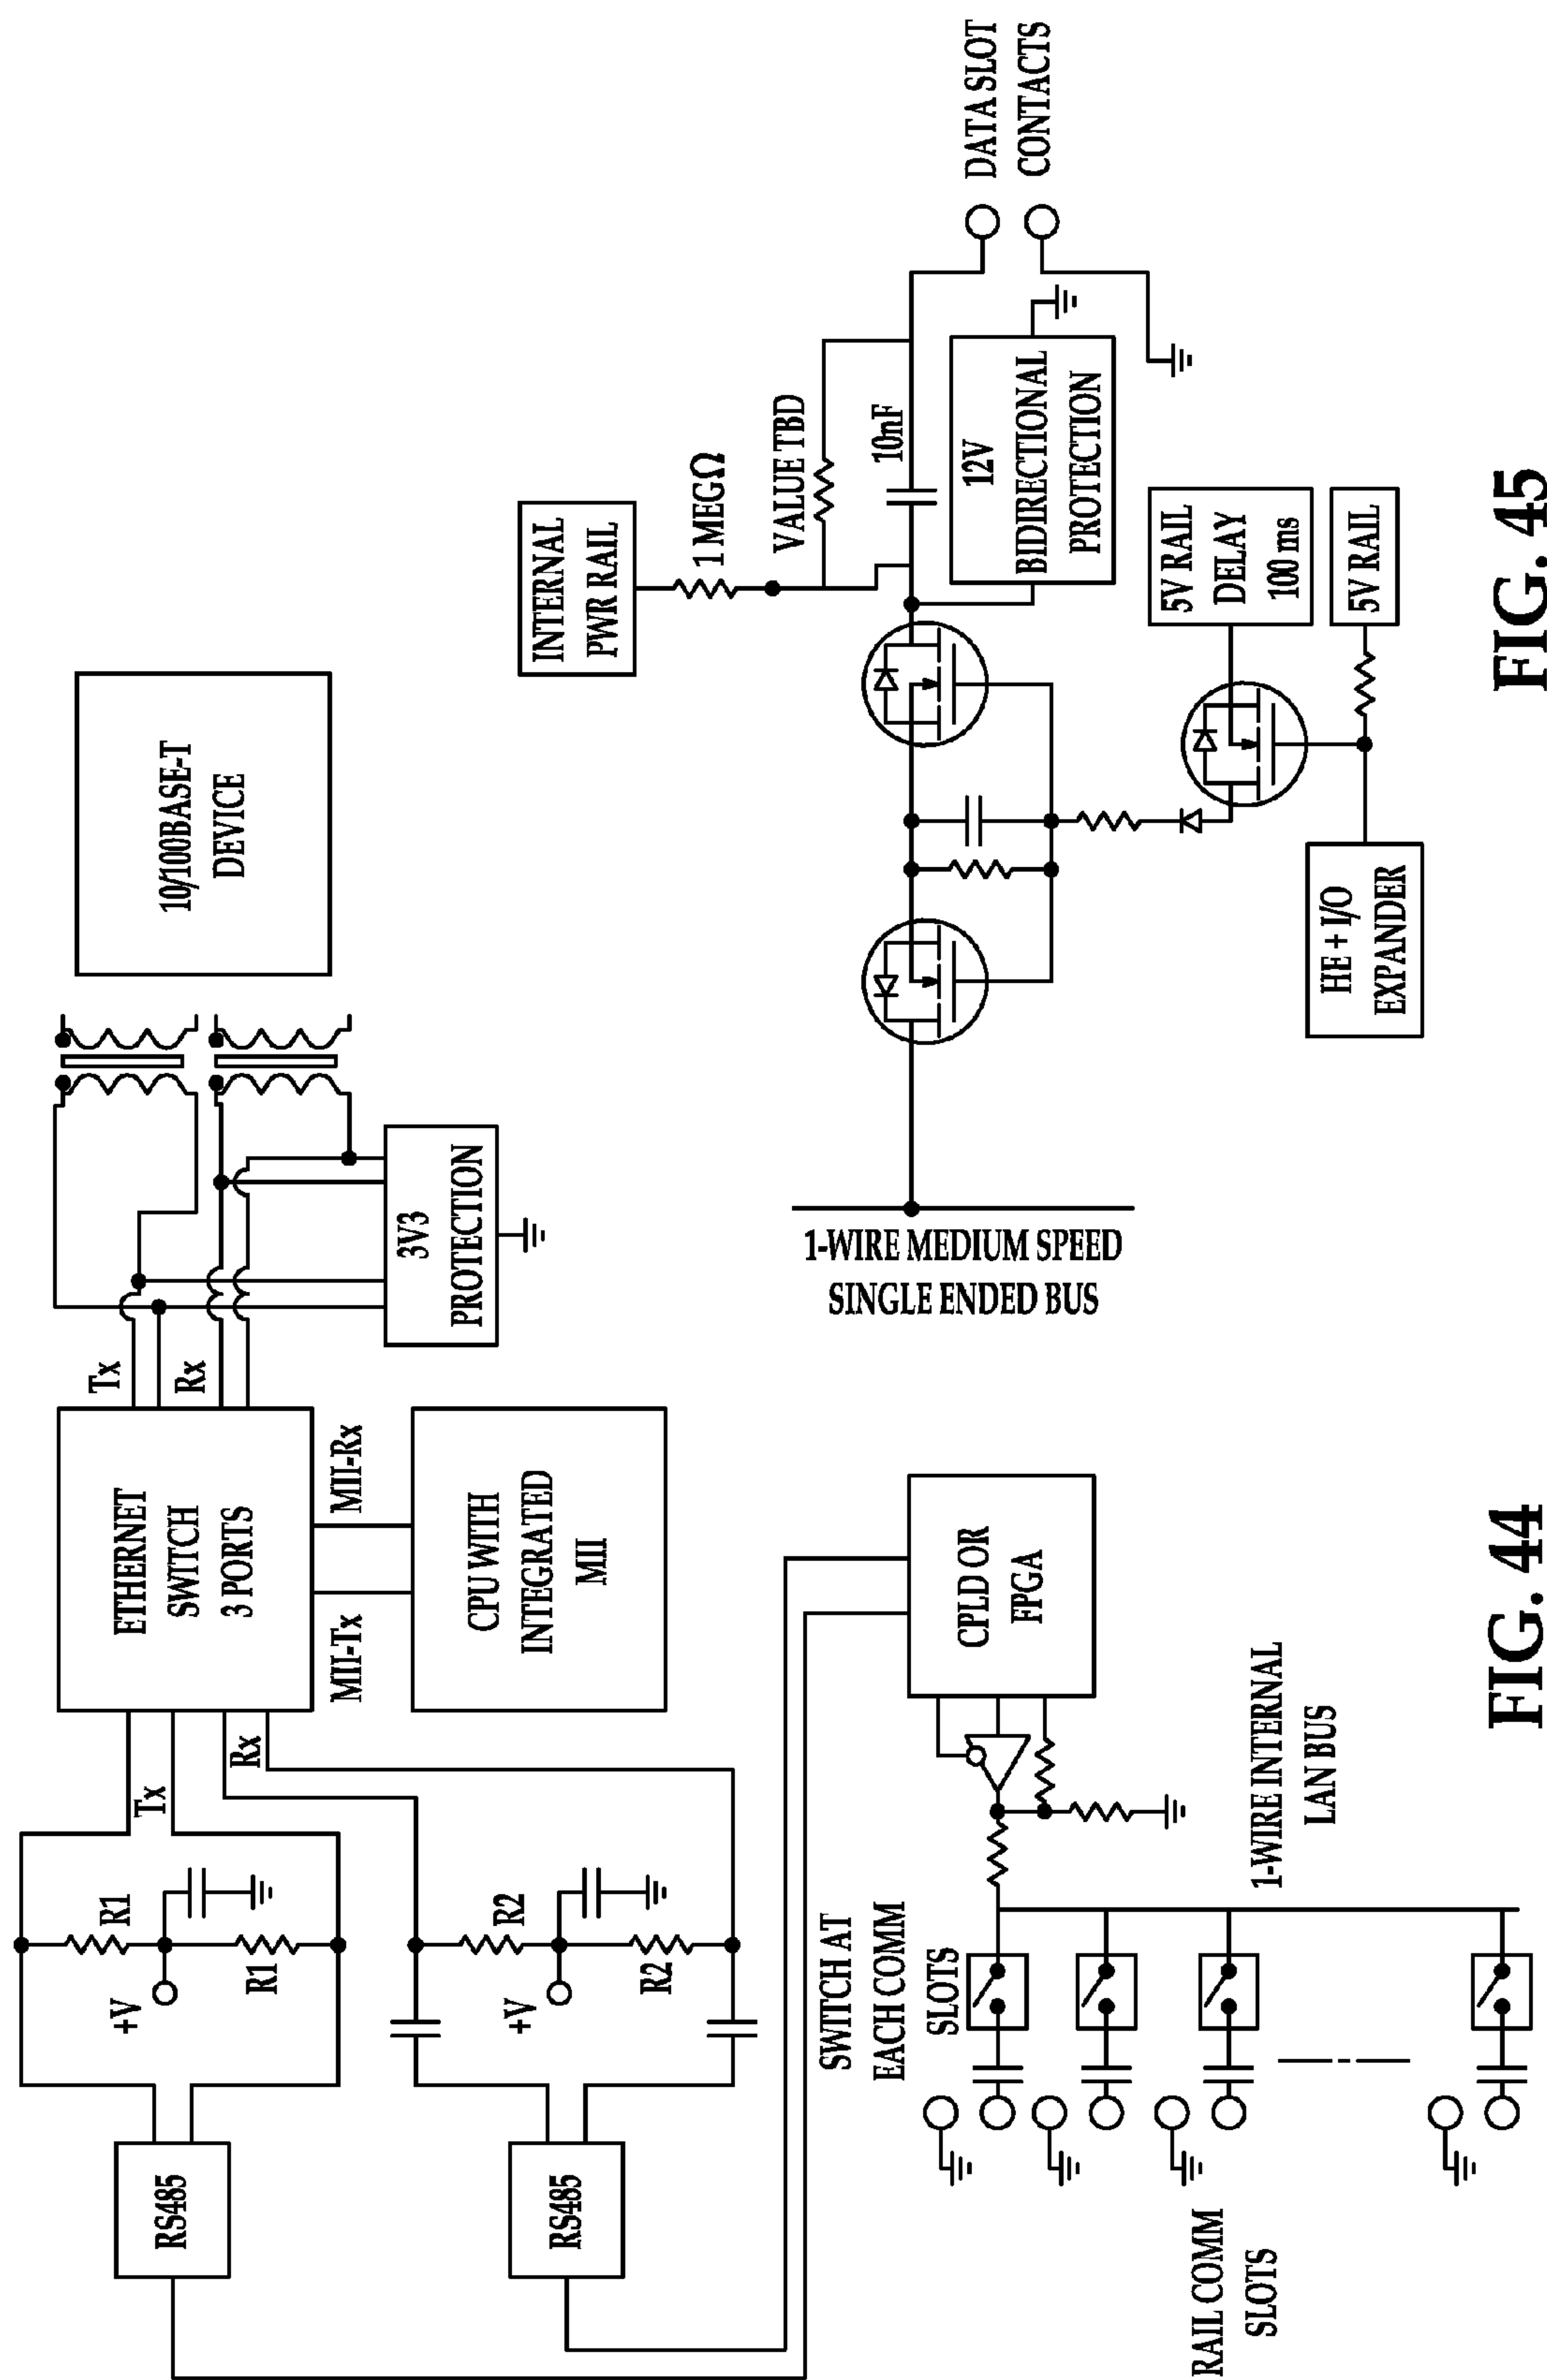 10/100BASE-T
DEVICE
Tx
Rx
3V3
PROTECTION
ETHERNET
SWITCH
3 PORTS
MII-Tx
MII-Rx
CPU WITH
INTEGRATED
MII
Tx
Rx
R1
+V
R1
R2
+V
R2
RS485
RS485
CPLD OR
FPGA
SWITCH AT
EACH COMM
SLOTS
1-WIRE INTERNAL
LAN BUS
RAIL COMM
SLOTS
FIG. 44
INTERNAL
PWR RAIL
1 MEGΩ
VALUE TBD
10nF
DATA SLOT
CONTACTS
12V
BIDIRECTIONAL
PROTECTION
5V RAIL
DELAY
100 ms
5V RAIL
HE + I/O
EXPANDER
1-WIRE MEDIUM SPEED
SINGLE ENDED BUS
FIG. 45